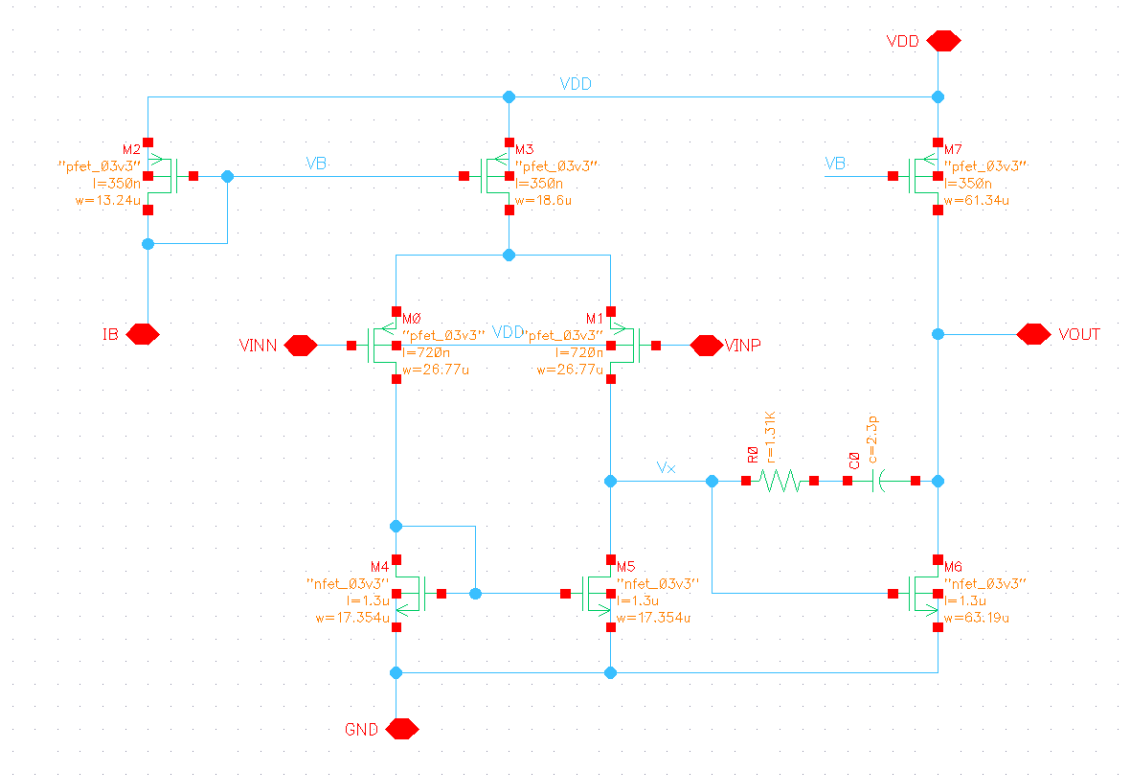 VDD
VDD
M2
"pfet_03v3"
l=350n
w=13.24u
VB
M3
"pfet_03v3"
l=350n
w=18.6u
VB
M7
"pfet_03v3"
l=350n
w=61.34u
IB
VINN
M0
"pfet_03v3"
l=720n
w=26.77u
VDD
M1
"pfet_03v3"
l=720n
w=26.77u
VINP
VOUT
Vx
R0
r=1.31K
C0
c=2.3p
M4
"nfet_03v3"
l=1.3u
w=17.354u
M5
"nfet_03v3"
l=1.3u
w=17.354u
M6
"nfet_03v3"
l=1.3u
w=63.19u
GND